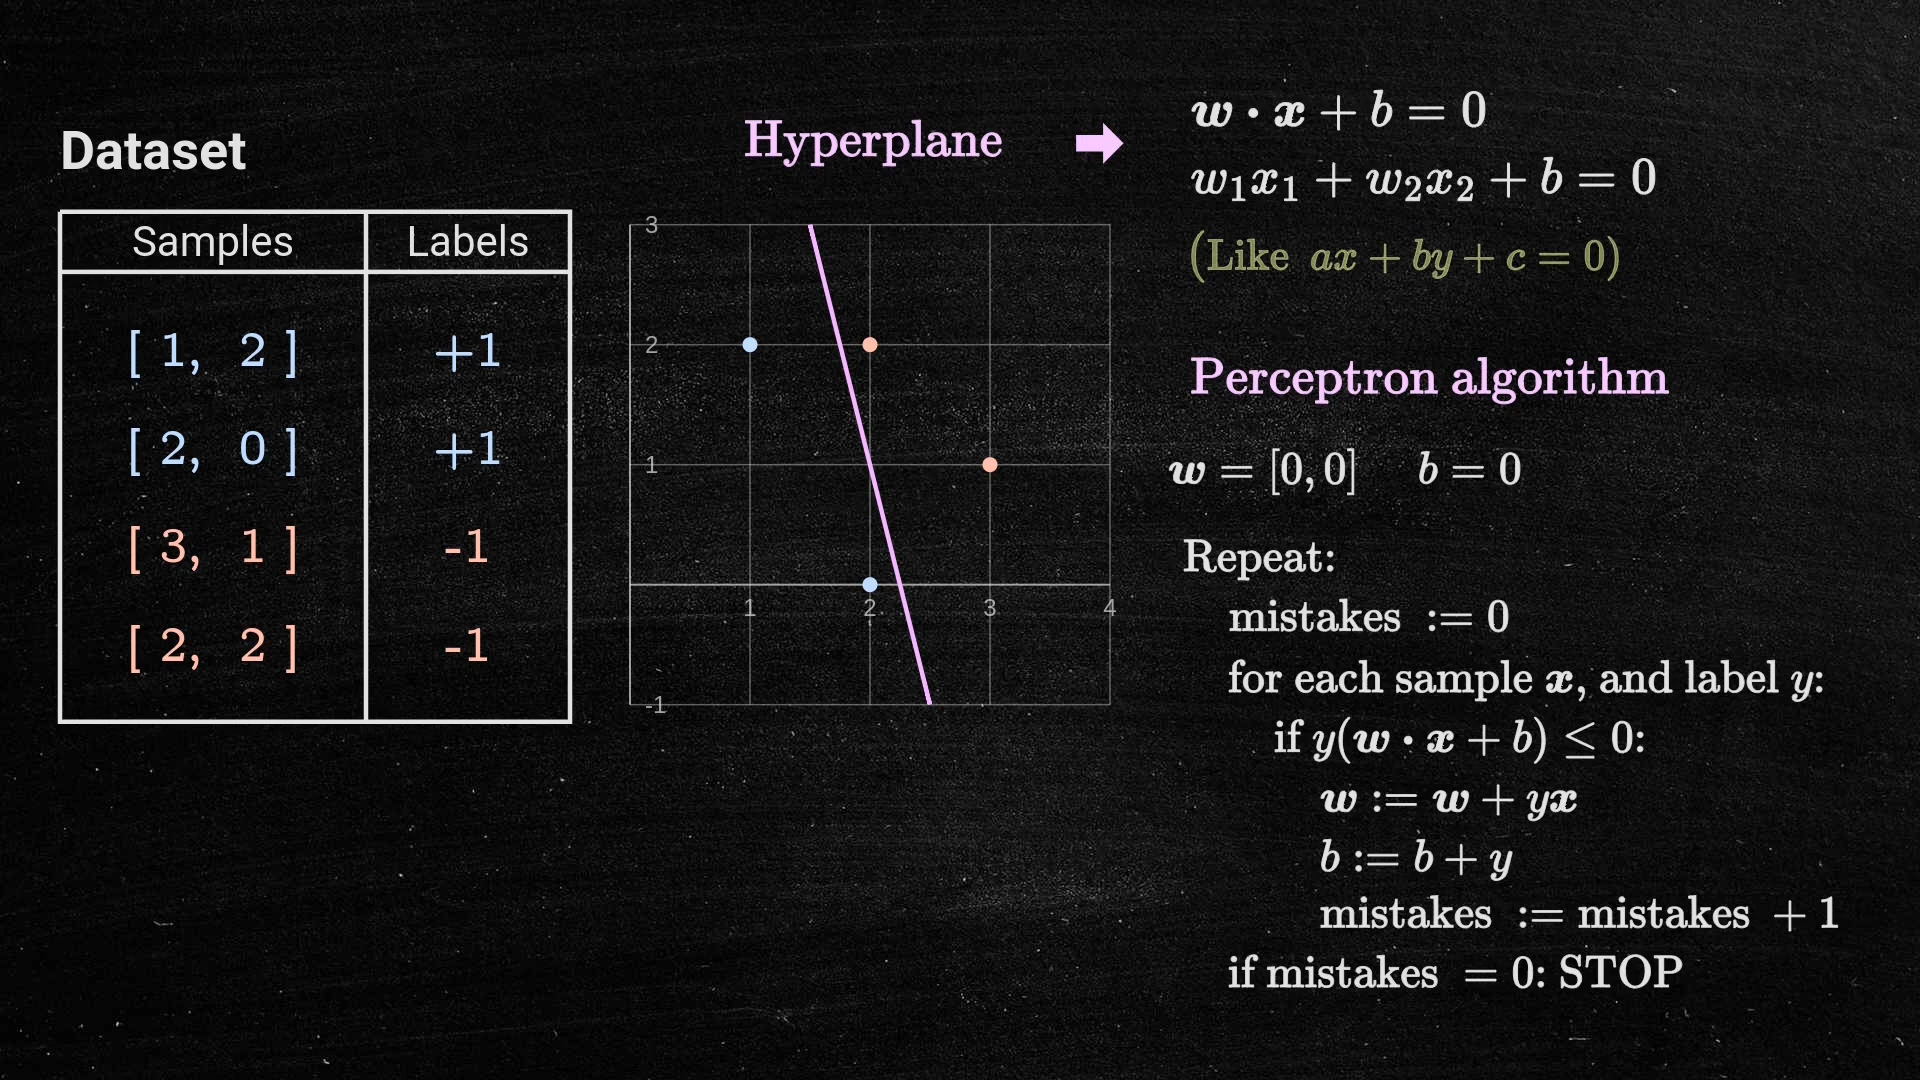 Dataset
Samples Labels
[ 1, 2 ] +1
[ 2, 0 ] +1
[ 3, 1 ] -1
[ 2, 2 ] -1
Hyperplane
3
2
1
-1
1 2 3 4
w · x + b = 0
w₁x₁ + w₂x₂ + b = 0
(Like ax + by + c = 0)
Perceptron algorithm
w = [0, 0] b = 0
Repeat:
mistakes := 0
for each sample x, and label y:
if y(w · x + b) ≤ 0:
w := w + yx
b := b + y
mistakes := mistakes + 1
if mistakes = 0: STOP